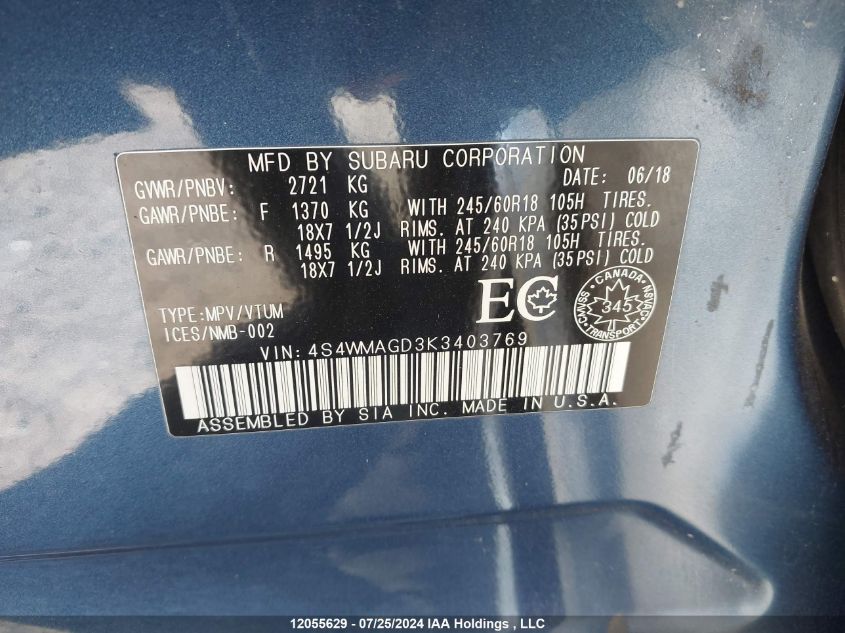 MFD BY SUBARU CORPORATION
GVWR/PNBV: 2721 KG DATE: 06/18
GAWR/PNBE: F 1370 KG WITH 245/60R18 105H TIRES.
18X7 1/2J RIMS. AT 240 KPA (35PSI) COLD
GAWR/PNBE: R 1495 KG WITH 245/60R18 105H TIRES.
18X7 1/2J RIMS. AT 240 KPA (35PSI) COLD
TYPE:MPV/VTUM
ICES/NMB-002
EC
CANADA
CMVSS NSVAC
345
TRANSPORT
VIN: 4S4WMAGD3K3403769
ASSEMBLED BY SIA INC. MADE IN U.S.A.
12055629 - 07/25/2024 IAA Holdings , LLC